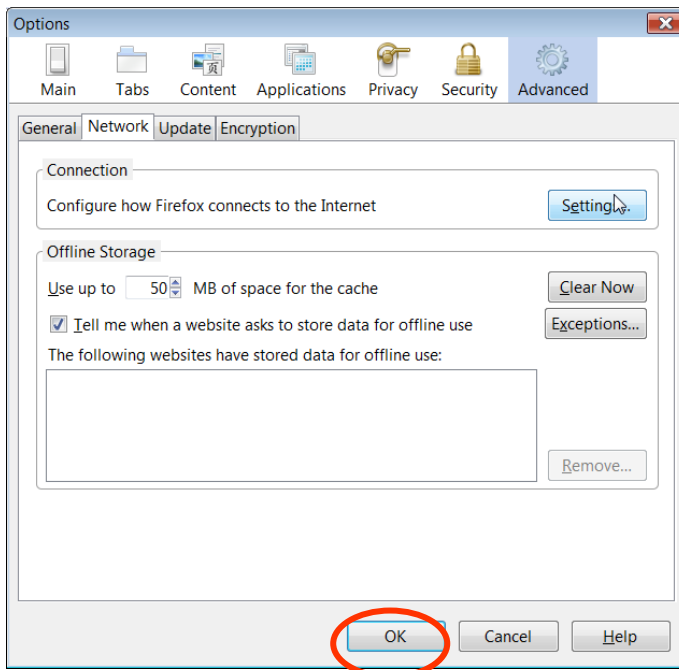 Options
Main Tabs Content Applications Privacy Security Advanced
General Network Update Encryption
Connection
Configure how Firefox connects to the Internet
Offline Storage
Use up to 50 MB of space for the cache Clear Now
Tell me when a website asks to store data for offline use Exceptions...
The following websites have stored data for offline use:
Remove...
OK Cancel Help